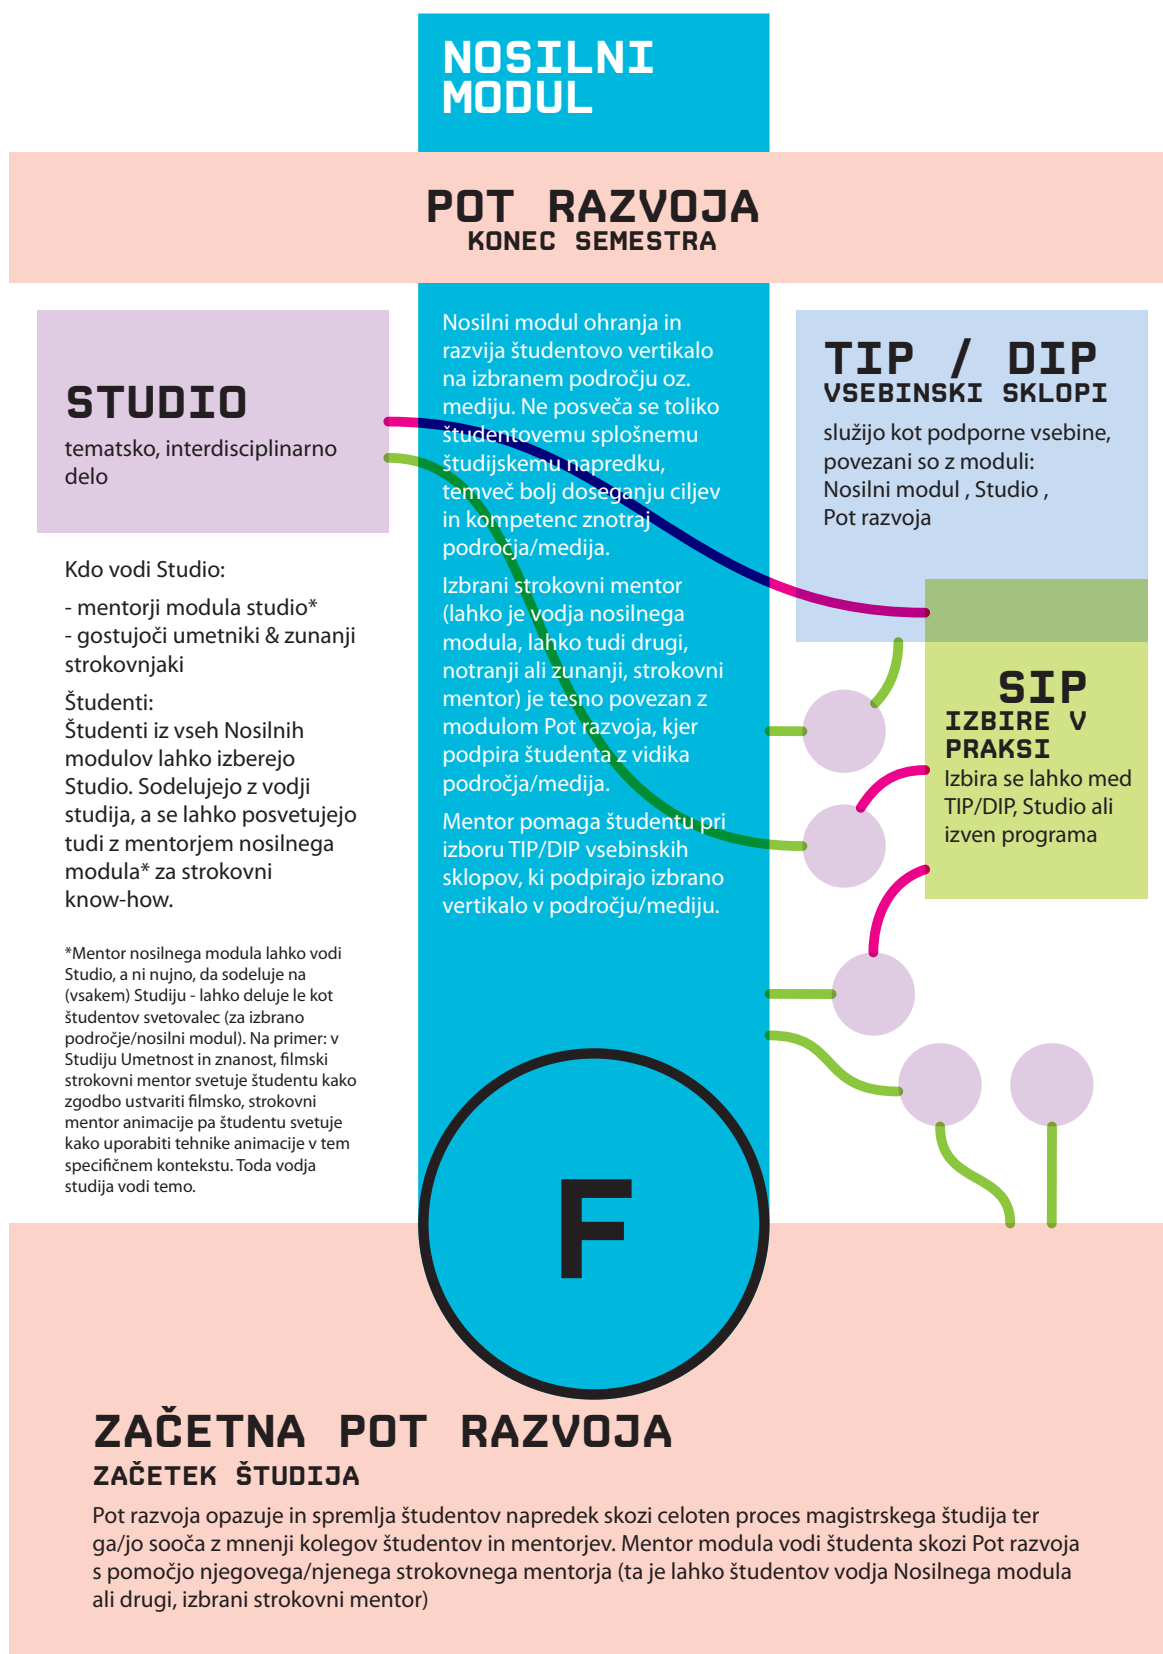 NOSILNI
MODUL
POT RAZVOJA
KONEC SEMESTRA
STUDIO
tematsko, interdisciplinarno
delo
Kdo vodi Studio:
- mentorji modula studio*
- gostujoči umetniki & zunanji
strokovnjaki
Študenti:
Študenti iz vseh Nosilnih
modulov lahko izberejo
Studio. Sodelujejo z vodji
studija, a se lahko posvetujejo
tudi z mentorjem nosilnega
modula* za strokovni
know-how.
*Mentor nosilnega modula lahko vodi
Studio, a ni nujno, da sodeluje na
(vsakem) Studiju - lahko deluje le kot
študentov svetovalec (za izbrano
področje/nosilni modul). Na primer: v
Studiju Umetnost in znanost, filmski
strokovni mentor svetuje študentu kako
zgodbo ustvariti filmsko, strokovni
mentor animacije pa študentu svetuje
kako uporabiti tehnike animacije v tem
specifičnem kontekstu. Toda vodja
studija vodi temo.
Nosilni modul ohranja in
razvija študentovo vertikalo
na izbranem področju oz.
mediju. Ne posveča se toliko
študentovemu splošnemu
študijskemu napredku,
temveč bolj doseganju ciljev
in kompetenc znotraj
področja/medija.
Izbrani strokovni mentor
(lahko je vodja nosilnega
modula, lahko tudi drugi,
notranji ali zunanji, strokovni
mentor) je tesno povezan z
modulom Pot razvoja, kjer
podpira študenta z vidika
področja/medija.
Mentor pomaga študentu pri
izboru TIP/DIP vsebinskih
sklopov, ki podpirajo izbrano
vertikalo v področju/mediju.
TIP / DIP
VSEBINSKI SKLOPI
služijo kot podporne vsebine,
povezani so z moduli:
Nosilni modul , Studio ,
Pot razvoja
SIP
IZBIRE V
PRAKSI
Izbira se lahko med
TIP/DIP, Studio ali
izven programa
F
ZAČETNA POT RAZVOJA
ZAČETEK ŠTUDIJA
Pot razvoja opazuje in spremlja študentov napredek skozi celoten proces magistrskega študija ter
ga/jo sooča z mnenji kolegov študentov in mentorjev. Mentor modula vodi študenta skozi Pot razvoja
s pomočjo njegovega/njenega strokovnega mentorja (ta je lahko študentov vodja Nosilnega modula
ali drugi, izbrani strokovni mentor)